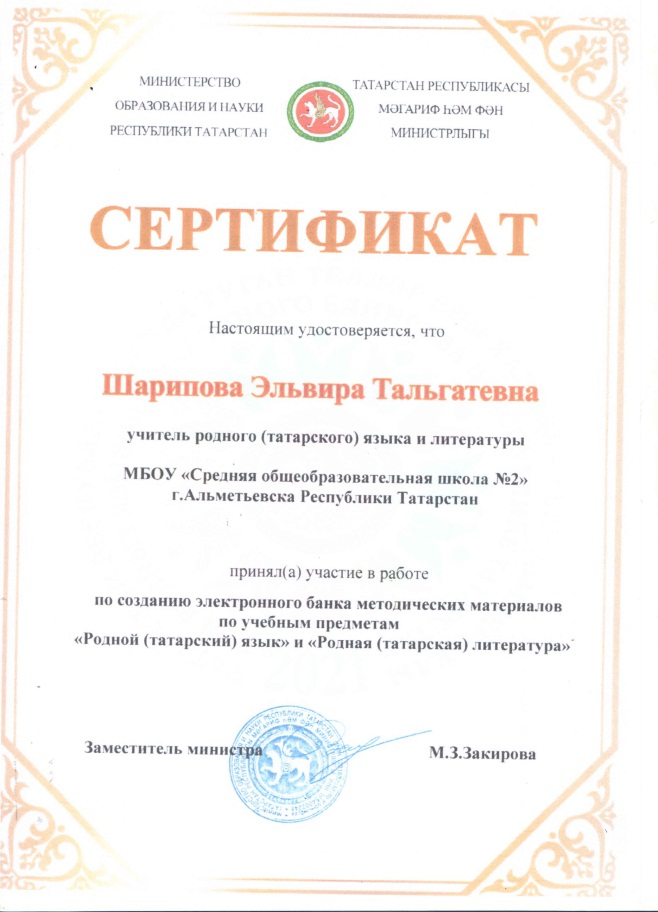 МИНИСТЕРСТВО
ОБРАЗОВАНИЯ И НАУКИ
РЕСПУБЛИКИ ТАТАРСТАН
ТАТАРСТАН РЕСПУБЛИКАСЫ
МӘГАРИФ ҺӘМ ФӘН
МИНИСТРЛЫГЫ
СЕРТИФИКАТ
Настоящим удостоверяется, что
Шарипова Эльвира Тальгатевна
учитель родного (татарского) языка и литературы
МБОУ «Средняя общеобразовательная школа №2»
г.Альметьевска Республики Татарстан
принял(а) участие в работе
по созданию электронного банка методических материалов
по учебным предметам
«Родной (татарский) язык» и «Родная (татарская) литература»
2021
Заместитель министра
М.З.Закирова